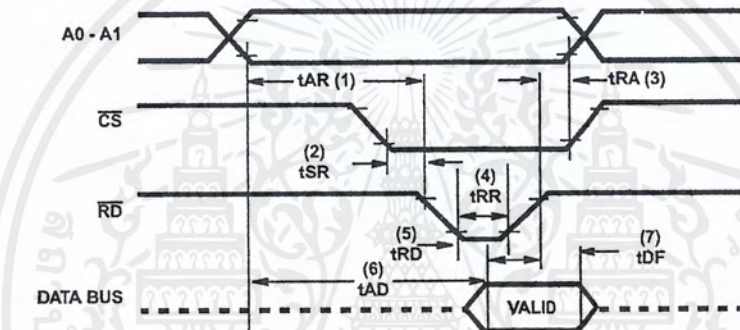 A0 - A1
tAR (1)
tRA (3)
CS
(2)
tSR
(4)
tRR
RD
(5)
tRD
(7)
tDF
(6)
tAD
DATA BUS
VALID